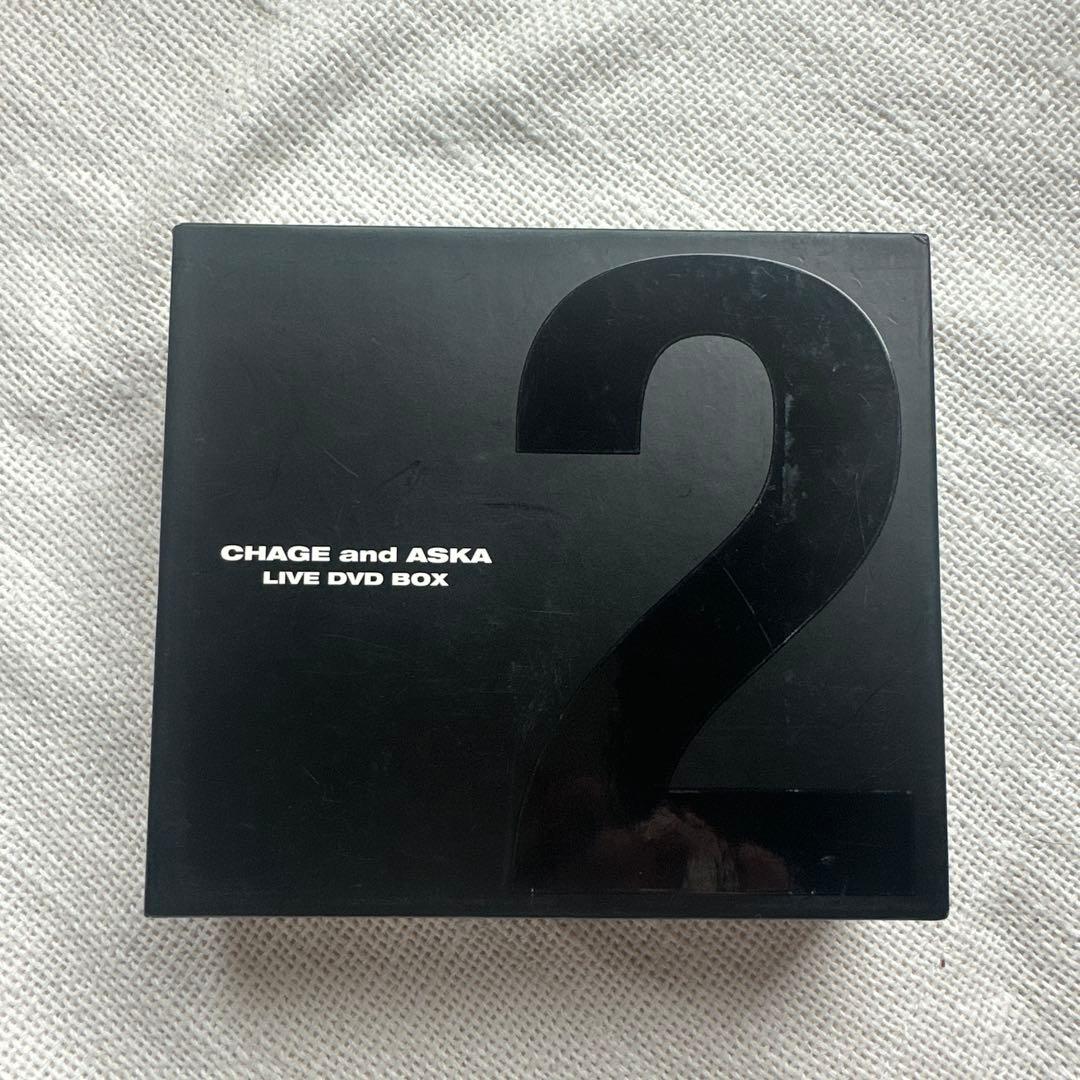 CHAGE and ASKA
LIVE DVD BOX
2